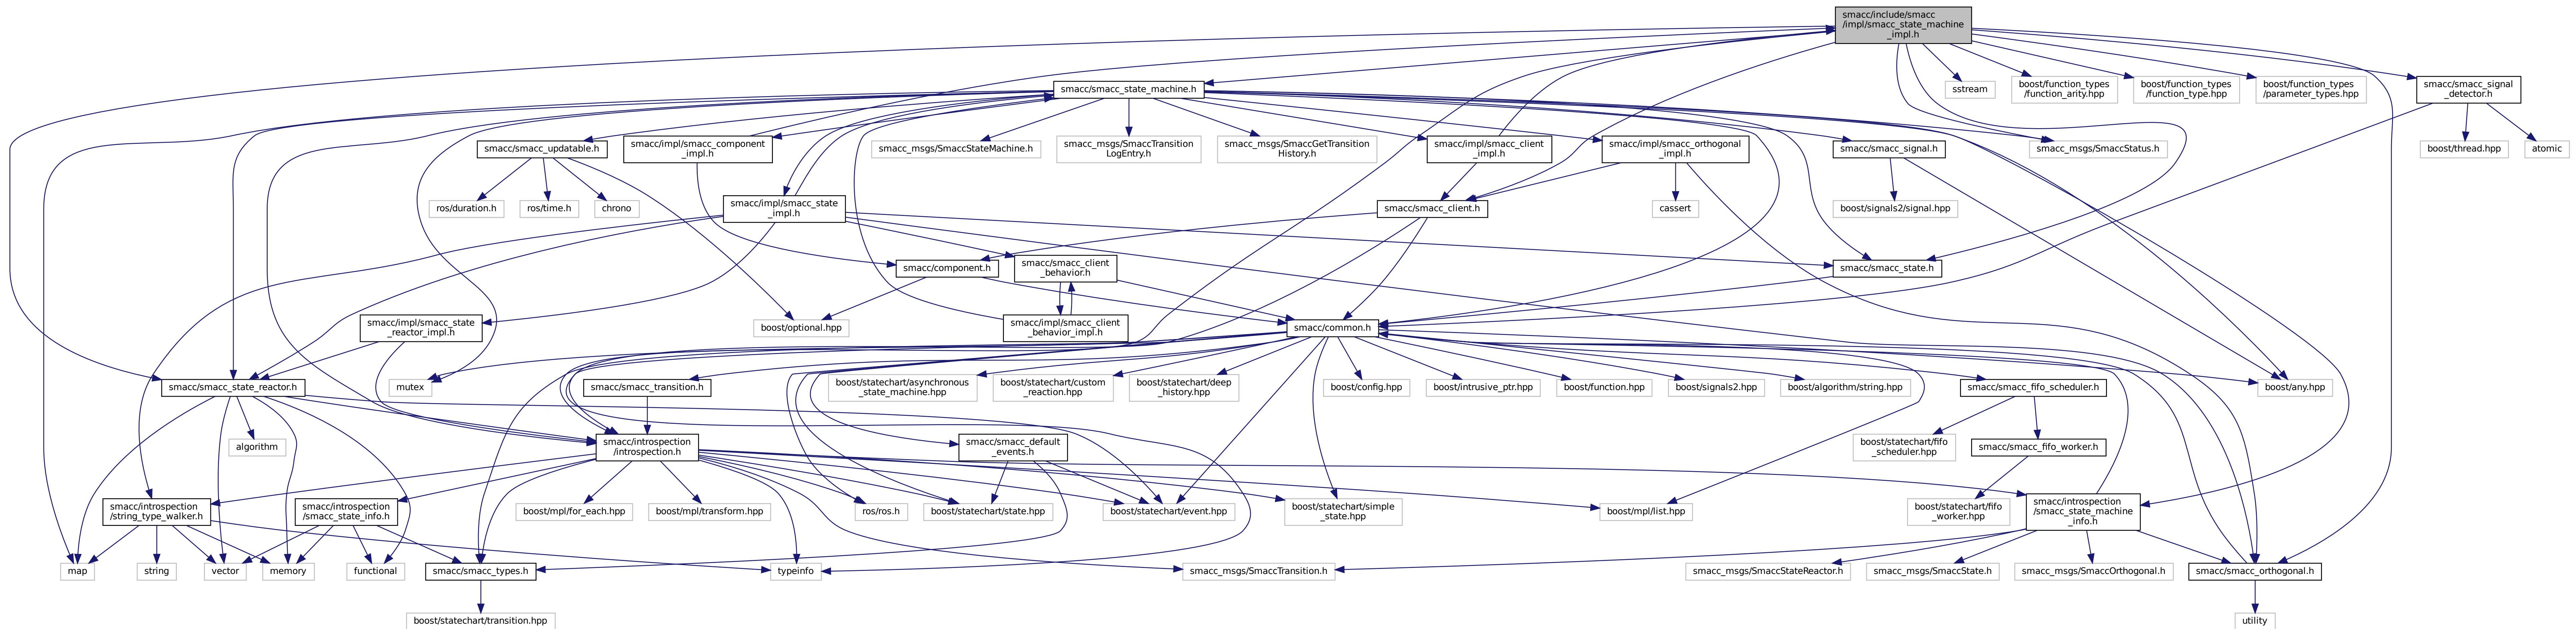 smacc/include/smacc
/impl/smacc_state_machine
_impl.h
smacc/smacc_state_machine.h
sstream
boost/function_types
/function_arity.hpp
boost/function_types
/function_type.hpp
boost/function_types
/parameter_types.hpp
smacc/smacc_signal
_detector.h
smacc/smacc_updatable.h
smacc/impl/smacc_component
_impl.h
smacc_msgs/SmaccStateMachine.h
smacc_msgs/SmaccTransition
LogEntry.h
smacc_msgs/SmaccGetTransition
History.h
smacc/impl/smacc_client
_impl.h
smacc/impl/smacc_orthogonal
_impl.h
smacc/smacc_signal.h
smacc_msgs/SmaccStatus.h
boost/thread.hpp
atomic
ros/duration.h
ros/time.h
chrono
smacc/impl/smacc_state
_impl.h
smacc/smacc_client.h
cassert
boost/signals2/signal.hpp
smacc/component.h
smacc/smacc_client
_behavior.h
smacc/smacc_state.h
smacc/impl/smacc_state
_reactor_impl.h
boost/optional.hpp
smacc/impl/smacc_client
_behavior_impl.h
smacc/common.h
smacc/smacc_state_reactor.h
mutex
smacc/smacc_transition.h
boost/statechart/asynchronous
_state_machine.hpp
boost/statechart/custom
_reaction.hpp
boost/statechart/deep
_history.hpp
boost/config.hpp
boost/intrusive_ptr.hpp
boost/function.hpp
boost/signals2.hpp
boost/algorithm/string.hpp
smacc/smacc_fifo_scheduler.h
boost/any.hpp
algorithm
smacc/introspection
/introspection.h
smacc/smacc_default
_events.h
boost/statechart/fifo
_scheduler.hpp
smacc/smacc_fifo_worker.h
smacc/introspection
/string_type_walker.h
smacc/introspection
/smacc_state_info.h
boost/mpl/for_each.hpp
boost/mpl/transform.hpp
ros/ros.h
boost/statechart/state.hpp
boost/statechart/event.hpp
boost/statechart/simple
_state.hpp
boost/mpl/list.hpp
boost/statechart/fifo
_worker.hpp
smacc/introspection
/smacc_state_machine
_info.h
map
string
vector
memory
functional
smacc/smacc_types.h
typeinfo
smacc_msgs/SmaccTransition.h
smacc_msgs/SmaccStateReactor.h
smacc_msgs/SmaccState.h
smacc_msgs/SmaccOrthogonal.h
smacc/smacc_orthogonal.h
boost/statechart/transition.hpp
utility